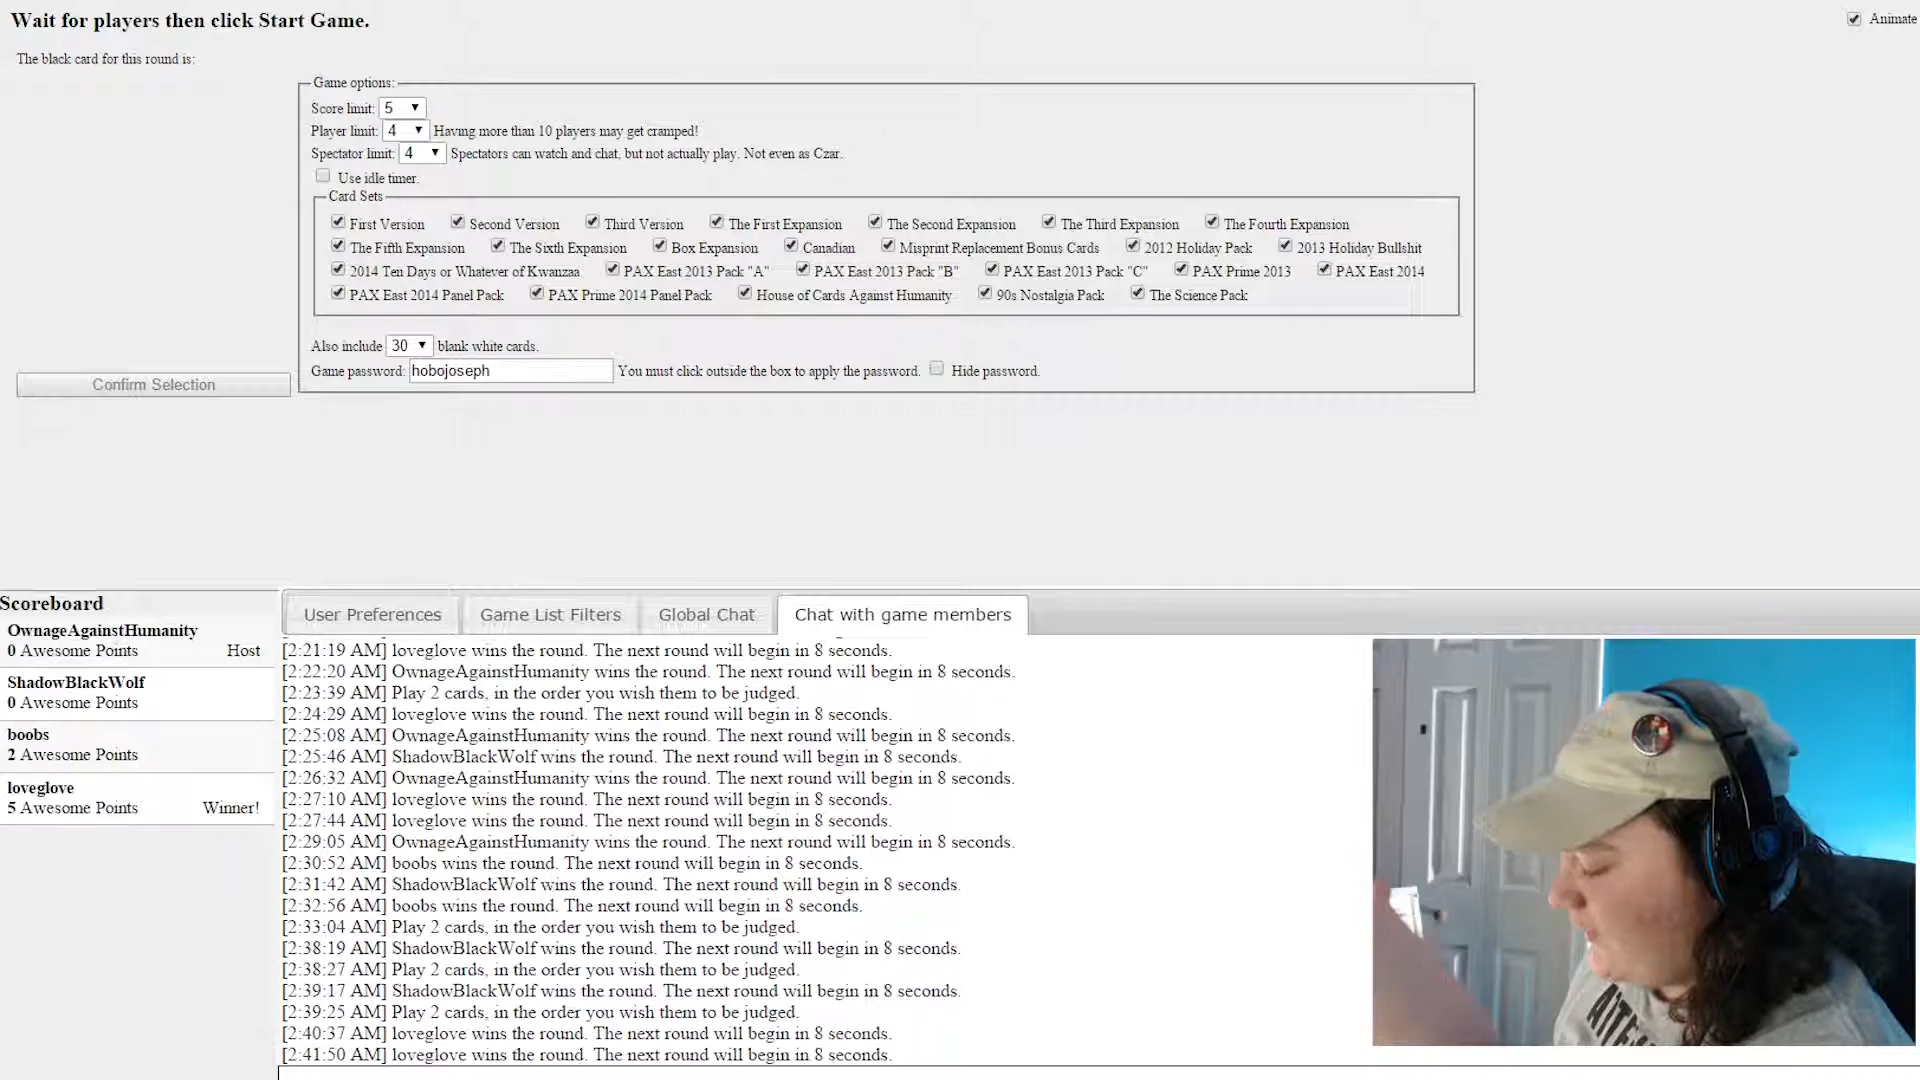 Wait for players then click Start Game.
Animate
The black card for this round is:
Game options:
Score limit: 5
Player limit: 4 Having more than 10 players may get cramped!
Spectator limit: 4 Spectators can watch and chat, but not actually play. Not even as Czar.
Use idle timer.
Card Sets
First Version Second Version Third Version The First Expansion The Second Expansion The Third Expansion The Fourth Expansion
The Fifth Expansion The Sixth Expansion Box Expansion Canadian Misprint Replacement Bonus Cards 2012 Holiday Pack 2013 Holiday Bullshit
2014 Ten Days or Whatever of Kwanzaa PAX East 2013 Pack "A" PAX East 2013 Pack "B" PAX East 2013 Pack "C" PAX Prime 2013 PAX East 2014
PAX East 2014 Panel Pack PAX Prime 2014 Panel Pack House of Cards Against Humanity 90s Nostalgia Pack The Science Pack
Also include 30 blank white cards.
Game password: hobojoseph You must click outside the box to apply the password. Hide password.
Confirm Selection
Scoreboard
OwnageAgainstHumanity
0 Awesome Points Host
ShadowBlackWolf
0 Awesome Points
boobs
2 Awesome Points
loveglove
5 Awesome Points Winner!
User Preferences Game List Filters Global Chat Chat with game members
[2:21:19 AM] loveglove wins the round. The next round will begin in 8 seconds.
[2:22:20 AM] OwnageAgainstHumanity wins the round. The next round will begin in 8 seconds.
[2:23:39 AM] Play 2 cards, in the order you wish them to be judged.
[2:24:29 AM] loveglove wins the round. The next round will begin in 8 seconds.
[2:25:08 AM] OwnageAgainstHumanity wins the round. The next round will begin in 8 seconds.
[2:25:46 AM] ShadowBlackWolf wins the round. The next round will begin in 8 seconds.
[2:26:32 AM] OwnageAgainstHumanity wins the round. The next round will begin in 8 seconds.
[2:27:10 AM] loveglove wins the round. The next round will begin in 8 seconds.
[2:27:44 AM] loveglove wins the round. The next round will begin in 8 seconds.
[2:29:05 AM] OwnageAgainstHumanity wins the round. The next round will begin in 8 seconds.
[2:30:52 AM] boobs wins the round. The next round will begin in 8 seconds.
[2:31:42 AM] ShadowBlackWolf wins the round. The next round will begin in 8 seconds.
[2:32:56 AM] boobs wins the round. The next round will begin in 8 seconds.
[2:33:04 AM] Play 2 cards, in the order you wish them to be judged.
[2:38:19 AM] ShadowBlackWolf wins the round. The next round will begin in 8 seconds.
[2:38:27 AM] Play 2 cards, in the order you wish them to be judged.
[2:39:17 AM] ShadowBlackWolf wins the round. The next round will begin in 8 seconds.
[2:39:25 AM] Play 2 cards, in the order you wish them to be judged.
[2:40:37 AM] loveglove wins the round. The next round will begin in 8 seconds.
[2:41:50 AM] loveglove wins the round. The next round will begin in 8 seconds.